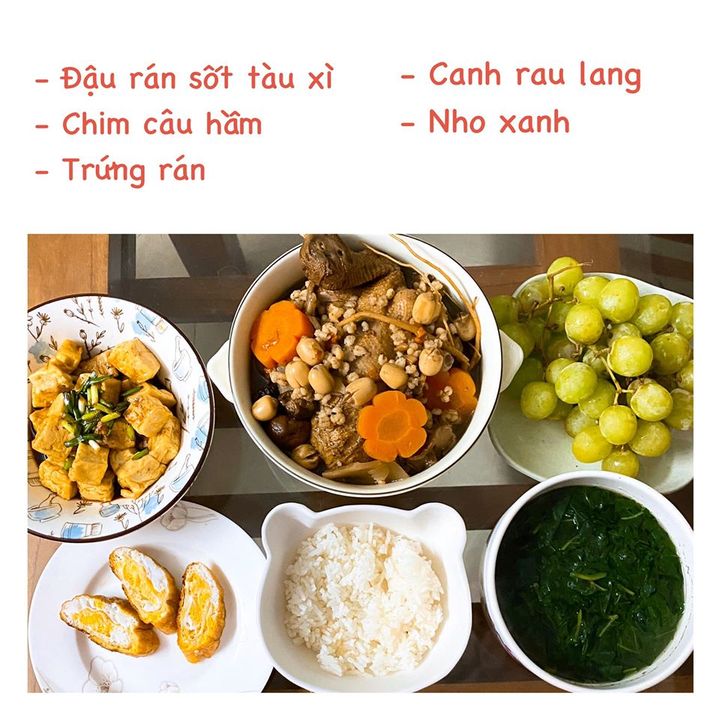 - Đậu rán sốt tàu xì
- Chim câu hầm
- Trứng rán
- Canh rau lang
- Nho xanh